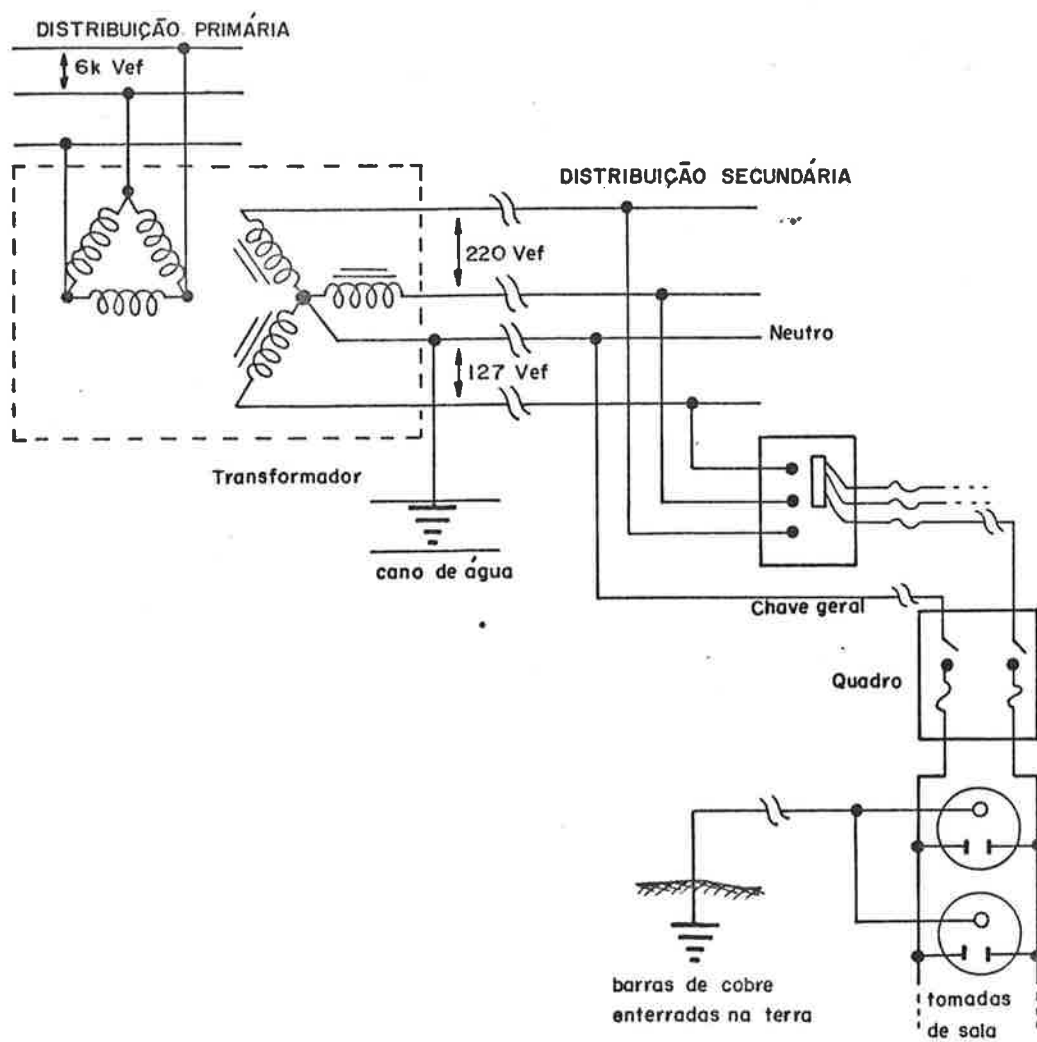 DISTRIBUIÇÃO PRIMÁRIA
6k Vef
DISTRIBUIÇÃO SECUNDÁRIA
220 Vef
Neutro
127 Vef
Transformador
cano de água
Chave geral
Quadro
barras de cobre
enterradas na terra
tomadas
de sala